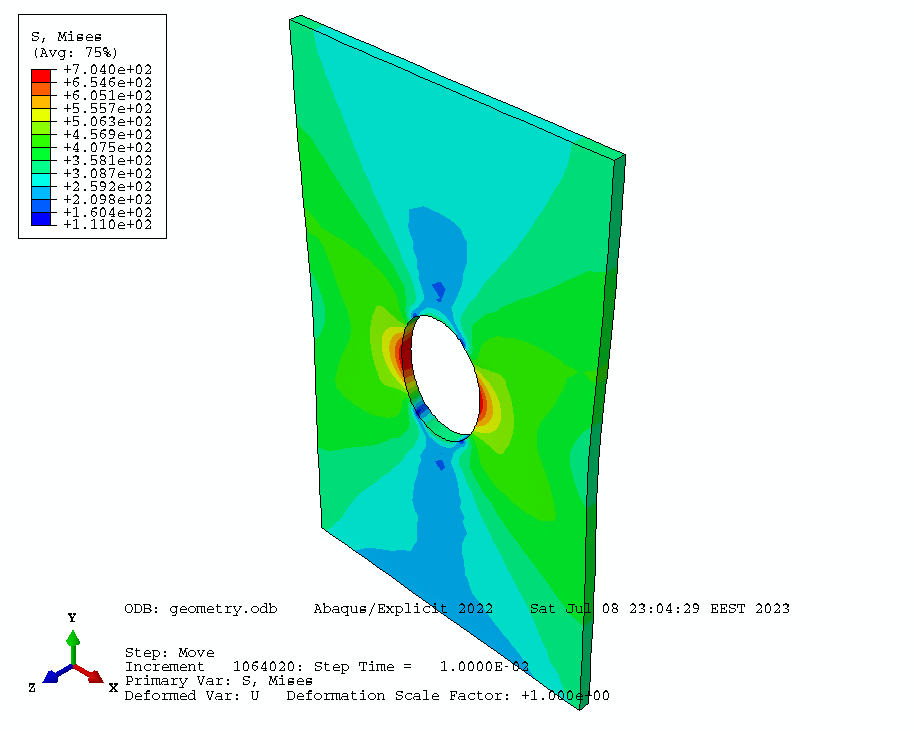 S, Mises
(Avg: 75%)
+7.040e+02
+6.546e+02
+6.051e+02
+5.557e+02
+5.063e+02
+4.569e+02
+4.075e+02
+3.581e+02
+3.087e+02
+2.592e+02
+2.098e+02
+1.604e+02
+1.110e+02
ODB: geometry.odb    Abaqus/Explicit 2022    Sat Jul 08 23:04:29 EEST 2023
Y
Z
X
Step: Move
Increment   1064020: Step Time =   1.0000E-02
Primary Var: S, Mises
Deformed Var: U   Deformation Scale Factor: +1.000e+00